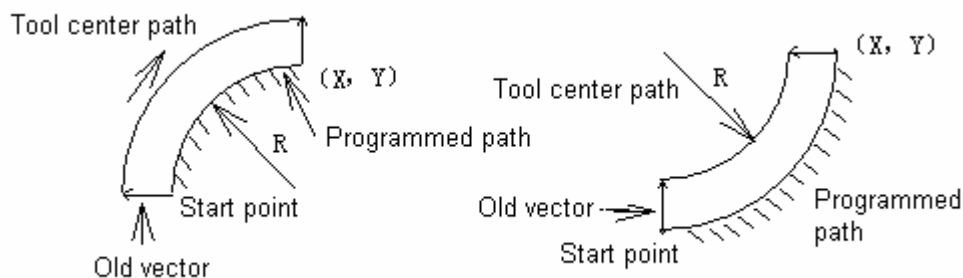 Tool center path
(X, Y)
R
Programmed path
Start point
Old vector
(X, Y)
R
Tool center path
Old vector
Programmed
path
Start point